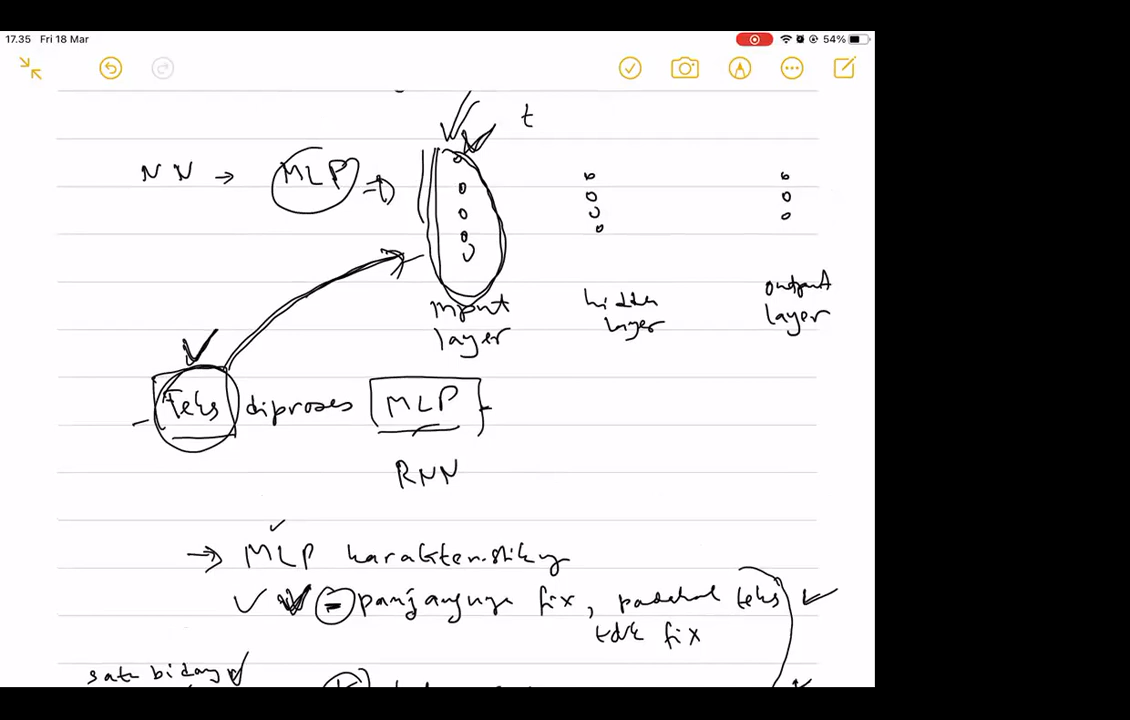 17.35 Fri 18 Mar
54%
t
NN → MLP ⇒
input layer
hidden layer
output layer
Teks diproses MLP
RNN
→ MLP karakteristiknya
- panjangnya fix, padahal teks
tdk fix
satu bidang